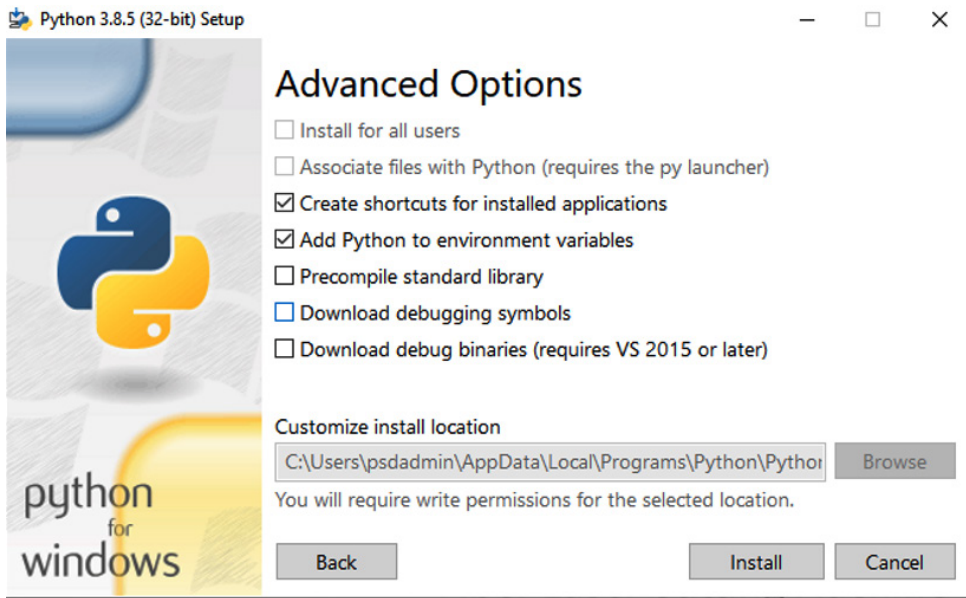 Python 3.8.5 (32-bit) Setup
Advanced Options
Install for all users
Associate files with Python (requires the py launcher)
Create shortcuts for installed applications
Add Python to environment variables
Precompile standard library
Download debugging symbols
Download debug binaries (requires VS 2015 or later)
Customize install location
C:\Users\psdadmin\AppData\Local\Programs\Python\Python
Browse
You will require write permissions for the selected location.
python
for
windows
Back
Install
Cancel